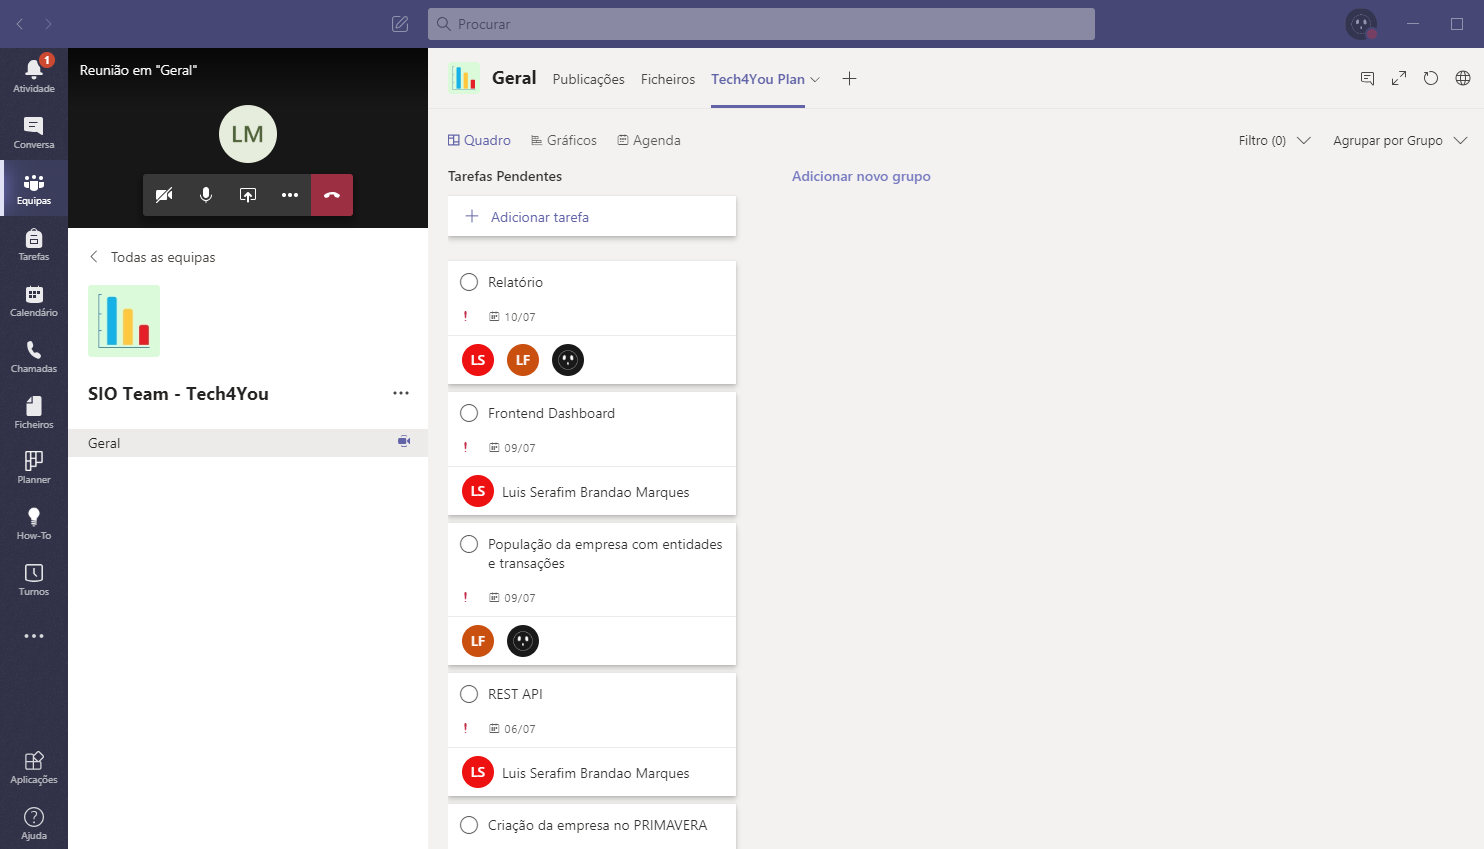 Procurar
1
Atividade
Conversa
Equipas
Tarefas
Calendário
Chamadas
Ficheiros
Planner
How-To
Turnos
Aplicações
Ajuda
Reunião em "Geral"
LM
Todas as equipas
SIO Team - Tech4You
Geral
Geral Publicações Ficheiros Tech4You Plan
Quadro Gráficos Agenda Filtro (0) Agrupar por Grupo
Tarefas Pendentes Adicionar novo grupo
Adicionar tarefa
Relatório
! 10/07
LS LF
Frontend Dashboard
! 09/07
LS Luis Serafim Brandao Marques
População da empresa com entidades
e transações
! 09/07
LF
REST API
! 06/07
LS Luis Serafim Brandao Marques
Criação da empresa no PRIMAVERA